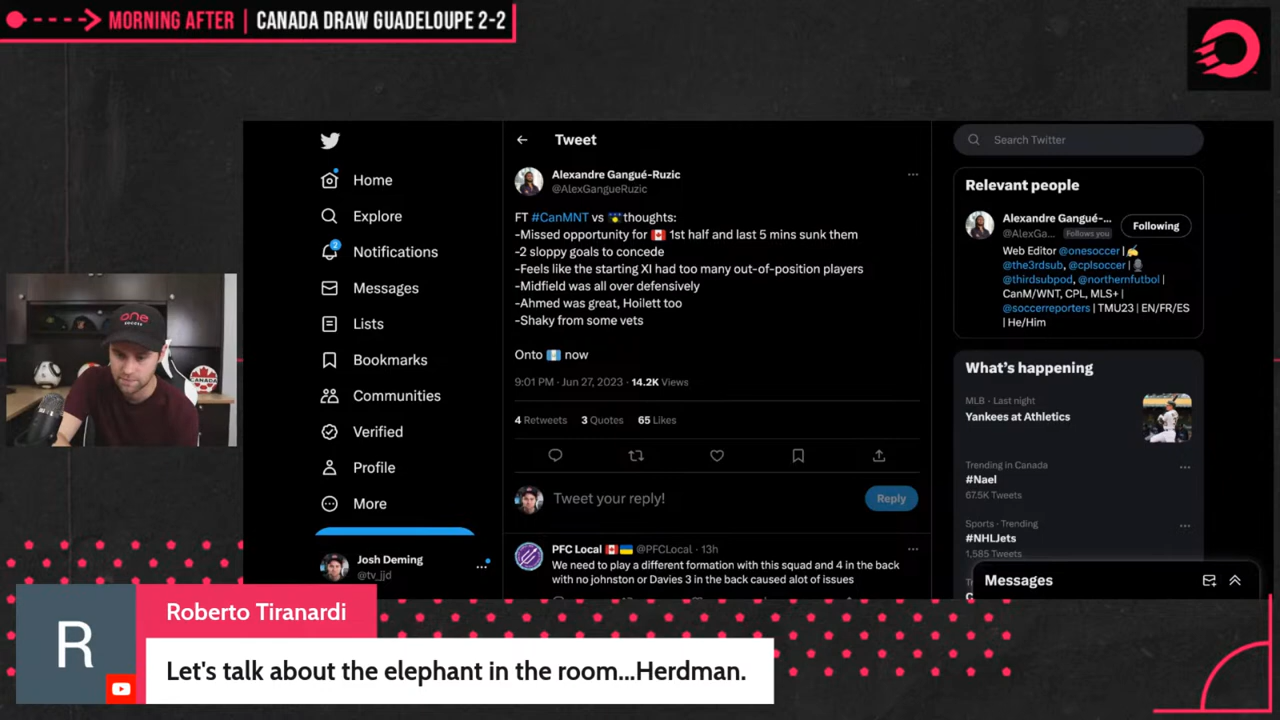 MORNING AFTER | CANADA DRAW GUADELOUPE 2-2
Home
Explore
2
Notifications
Messages
Lists
Bookmarks
Communities
Verified
Profile
More
Josh Deming
@tv_jjd
Tweet
Alexandre Gangué-Ruzic
@AlexGangueRuzic
FT #CanMNT vs thoughts:
-Missed opportunity for 🇨🇦 1st half and last 5 mins sunk them
-2 sloppy goals to concede
-Feels like the starting XI had too many out-of-position players
-Midfield was all over defensively
-Ahmed was great, Hoilett too
-Shaky from some vets
Onto 🇬🇹 now
9:01 PM · Jun 27, 2023 · 14.2K Views
4 Retweets 3 Quotes 65 Likes
Tweet your reply!
Reply
PFC Local 🇨🇦 🇺🇦 @PFCLocal · 13h
We need to play a different formation with this squad and 4 in the back
with no johnston or Davies 3 in the back caused alot of issues
Search Twitter
Relevant people
Alexandre Gangué-...
@AlexGa... Follows you
Following
Web Editor @onesoccer | ✍️
@the3rdsub, @cplsoccer | 🎙️
@thirdsubpod, @northernfutbol |
CanM/WNT, CPL, MLS+ |
@soccerreporters | TMU23 | EN/FR/ES
| He/Him
What's happening
MLB · Last night
Yankees at Athletics
Trending in Canada
#Nael
67.5K Tweets
Sports · Trending
#NHLJets
1,585 Tweets
Messages
one
SOCCER
CANADA
R
Roberto Tiranardi
Let's talk about the elephant in the room...Herdman.